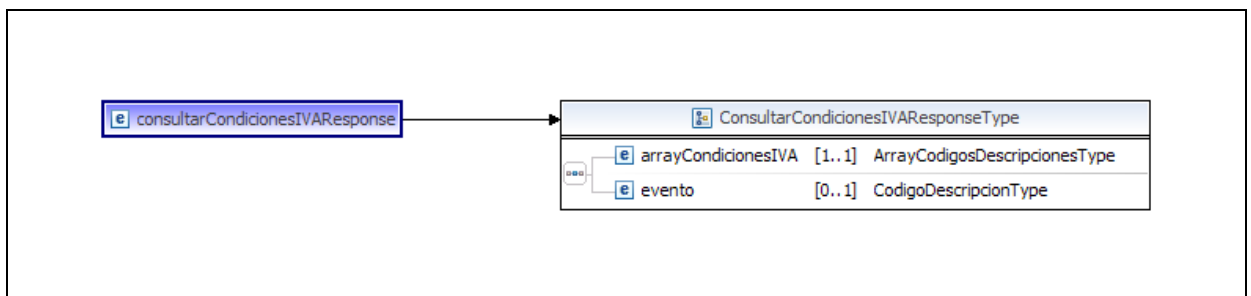 consultarCondicionesIVAResponse
ConsultarCondicionesIVAResponseType
arrayCondicionesIVA [1..1] ArrayCodigosDescripcionesType
evento [0..1] CodigoDescripcionType